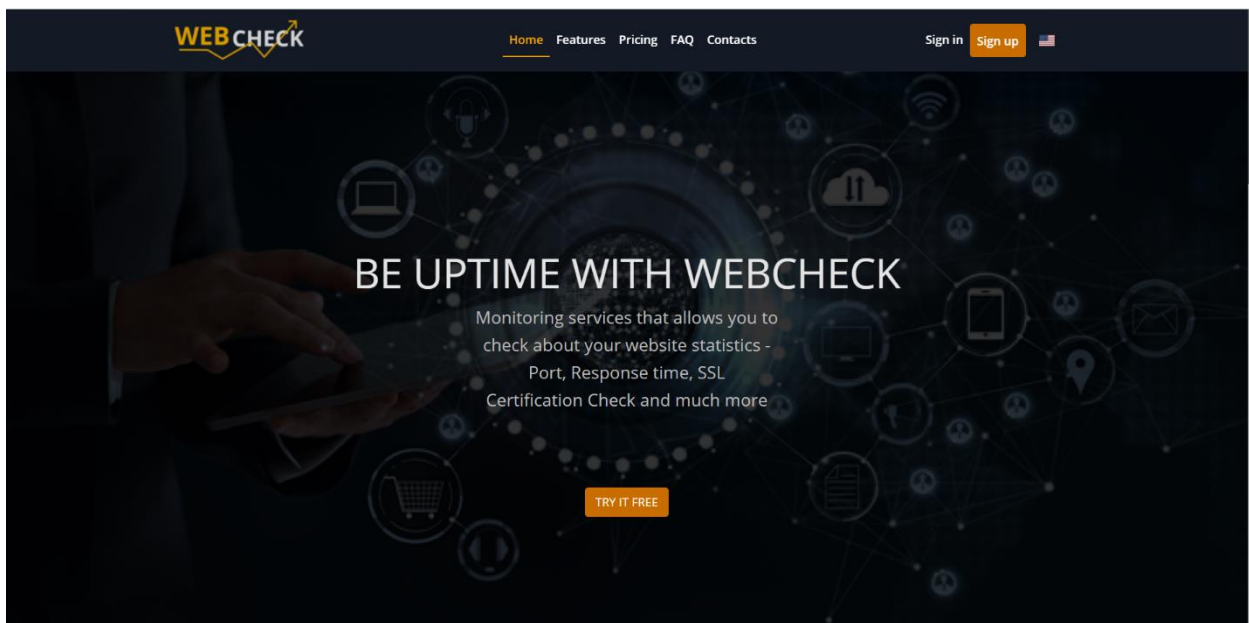 WEBCHECK
Home Features Pricing FAQ Contacts
Sign in Sign up
BE UPTIME WITH WEBCHECK
Monitoring services that allows you to
check about your website statistics -
Port, Response time, SSL
Certification Check and much more
TRY IT FREE